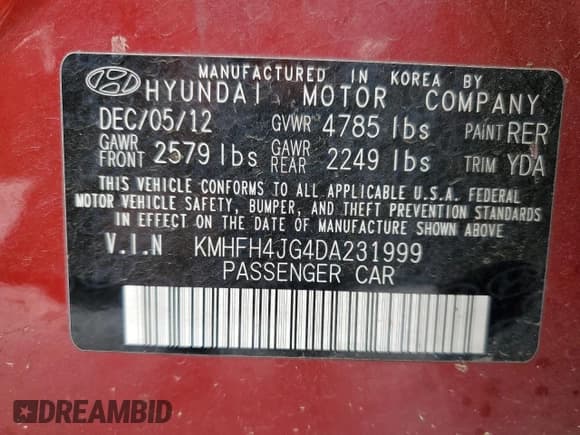 MANUFACTURED IN KOREA BY
HYUNDAI MOTOR COMPANY
DEC/05/12 GVWR 4785 lbs PAINT RER
GAWR FRONT 2579 lbs GAWR REAR 2249 lbs TRIM YDA
THIS VEHICLE CONFORMS TO ALL APPLICABLE U.S.A. FEDERAL
MOTOR VEHICLE SAFETY, BUMPER, AND THEFT PREVENTION STANDARDS
IN EFFECT ON THE DATE OF MANUFACTURE SHOWN ABOVE.
V.I.N KMHFH4JG4DA231999
PASSENGER CAR
DREAMBID